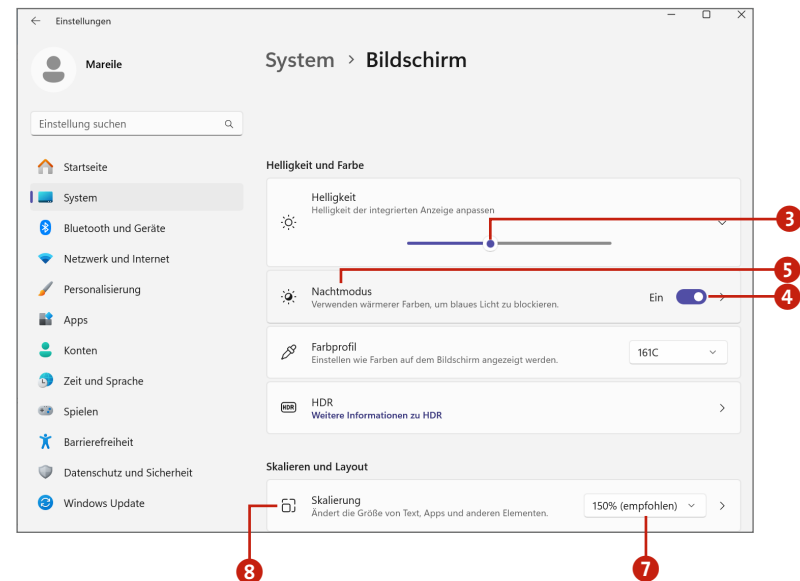 Einstellungen
Mareile
System > Bildschirm
Einstellung suchen
Startseite
System
Bluetooth und Geräte
Netzwerk und Internet
Personalisierung
Apps
Konten
Zeit und Sprache
Spielen
Barrierefreiheit
Datenschutz und Sicherheit
Windows Update
Helligkeit und Farbe
Helligkeit
Helligkeit der integrierten Anzeige anpassen
3
5
Nachtmodus
Verwenden wärmerer Farben, um blaues Licht zu blockieren.
Ein
4
Farbprofil
Einstellen wie Farben auf dem Bildschirm angezeigt werden.
161C
HDR
HDR
Weitere Informationen zu HDR
Skalieren und Layout
Skalierung
Ändert die Größe von Text, Apps und anderen Elementen.
150% (empfohlen)
8
7